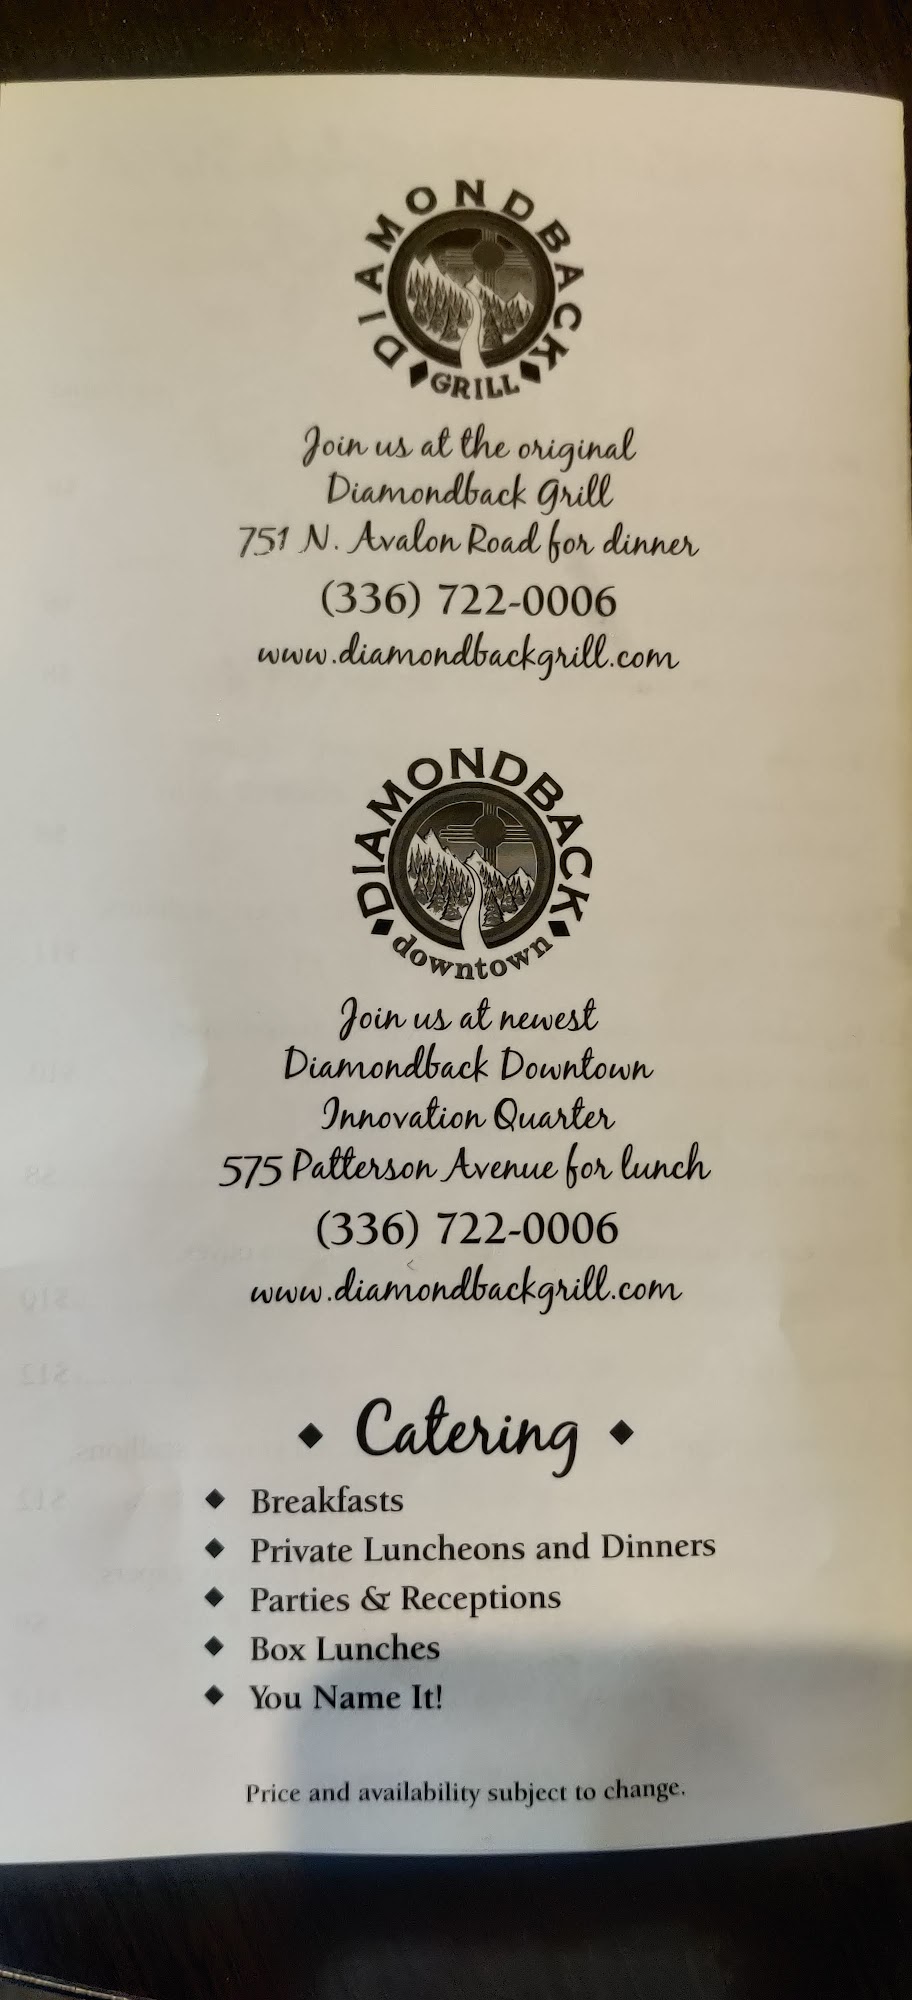 DIAMONDBACK
GRILL
Join us at the original
Diamondback Grill
751 N. Avalon Road for dinner
(336) 722-0006
www.diamondbackgrill.com
DIAMONDBACK
downtown
Join us at newest
Diamondback Downtown
Innovation Quarter
575 Patterson Avenue for lunch
(336) 722-0006
www.diamondbackgrill.com
◆ Catering ◆
◆ Breakfasts
◆ Private Luncheons and Dinners
◆ Parties & Receptions
◆ Box Lunches
◆ You Name It!
Price and availability subject to change.